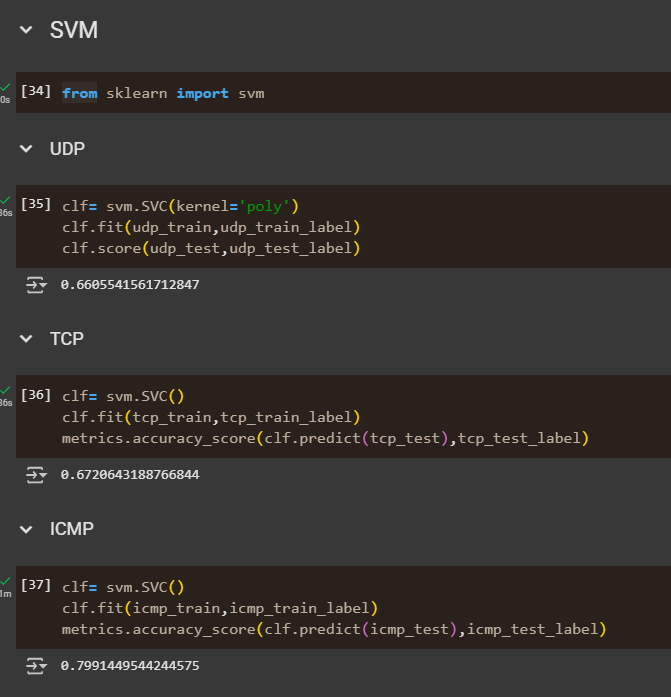 SVM
[34] from sklearn import svm
0s
UDP
[35] clf= svm.SVC(kernel='poly')
36s
clf.fit(udp_train,udp_train_label)
clf.score(udp_test,udp_test_label)
0.6605541561712847
TCP
[36] clf= svm.SVC()
36s
clf.fit(tcp_train,tcp_train_label)
metrics.accuracy_score(clf.predict(tcp_test),tcp_test_label)
0.6720643188766844
ICMP
[37] clf= svm.SVC()
1m
clf.fit(icmp_train,icmp_train_label)
metrics.accuracy_score(clf.predict(icmp_test),icmp_test_label)
0.7991449544244575